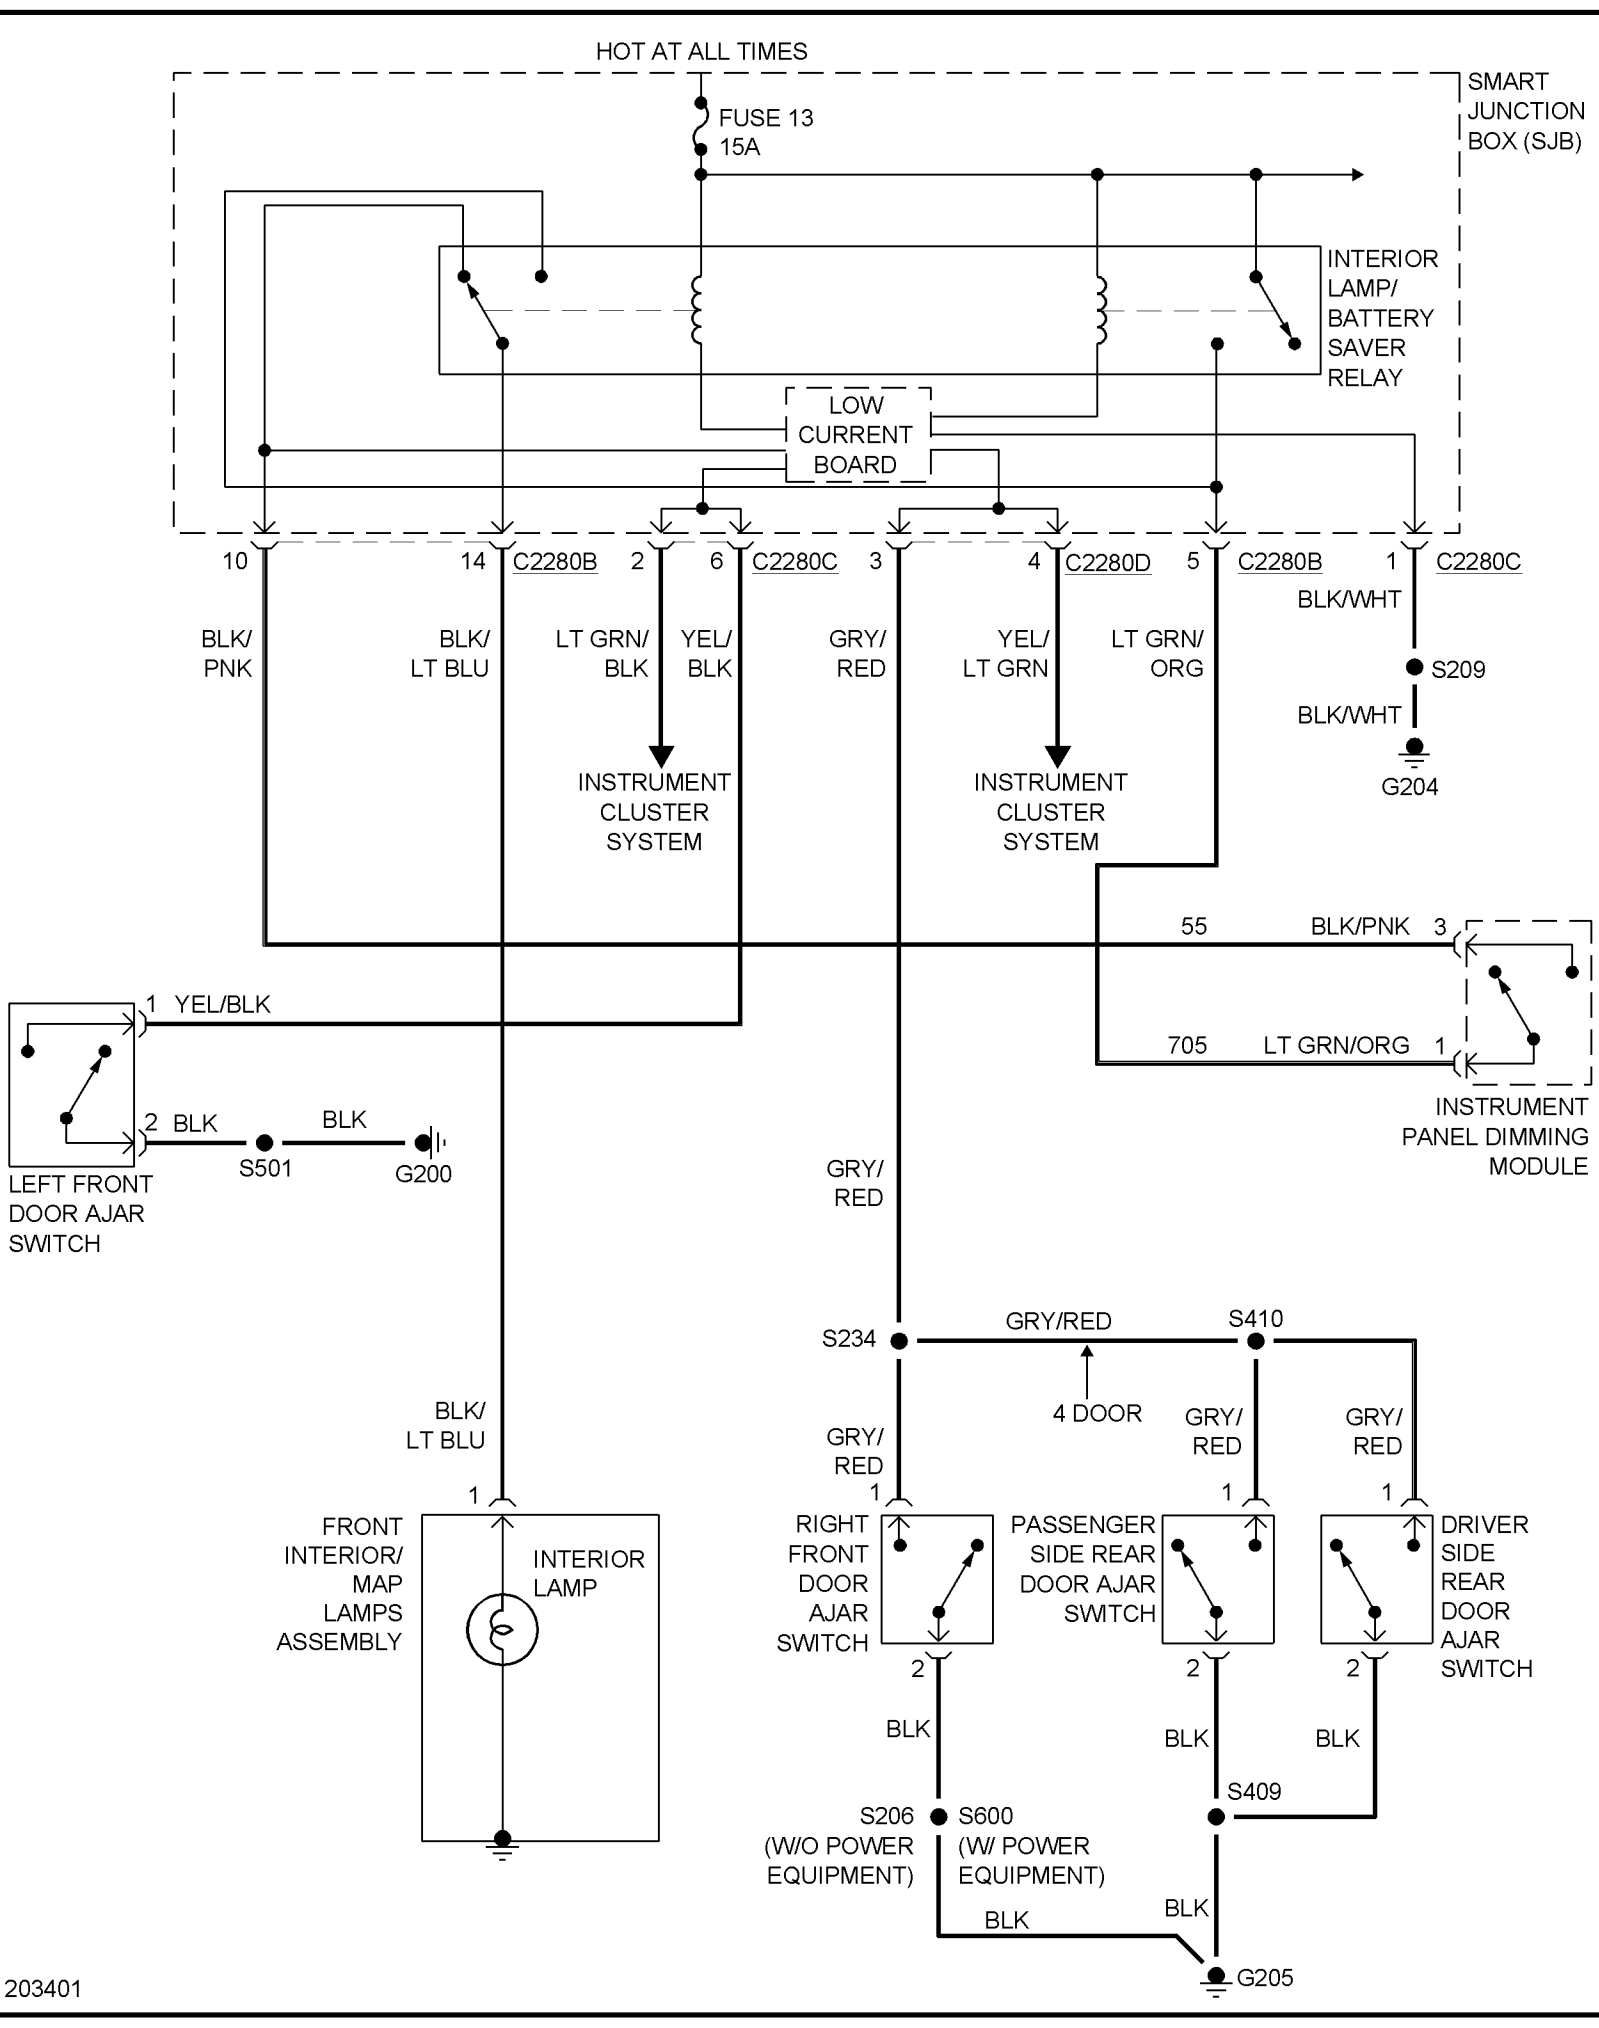 HOT AT ALL TIMES
SMART
JUNCTION
BOX (SJB)
FUSE 13
15A
INTERIOR
LAMP/
BATTERY
SAVER
RELAY
LOW
CURRENT
BOARD
10
14
C2280B
2
6
C2280C
3
4
C2280D
5
C2280B
1
C2280C
BLK/WHT
BLK/
PNK
BLK/
LT BLU
LT GRN/
BLK
YEL/
BLK
GRY/
RED
YEL/
LT GRN
LT GRN/
ORG
S209
BLK/WHT
G204
INSTRUMENT
CLUSTER
SYSTEM
INSTRUMENT
CLUSTER
SYSTEM
55
BLK/PNK
3
1
YEL/BLK
705
LT GRN/ORG
1
2
BLK
BLK
S501
G200
INSTRUMENT
PANEL DIMMING
MODULE
LEFT FRONT
DOOR AJAR
SWITCH
GRY/
RED
S234
GRY/RED
S410
4 DOOR
BLK/
LT BLU
GRY/
RED
GRY/
RED
GRY/
RED
1
1
1
1
FRONT
INTERIOR/
MAP
LAMPS
ASSEMBLY
INTERIOR
LAMP
RIGHT
FRONT
DOOR
AJAR
SWITCH
PASSENGER
SIDE REAR
DOOR AJAR
SWITCH
DRIVER
SIDE
REAR
DOOR
AJAR
SWITCH
2
2
2
BLK
BLK
BLK
S409
S206
(W/O POWER
EQUIPMENT)
S600
(W/ POWER
EQUIPMENT)
BLK
BLK
G205
203401